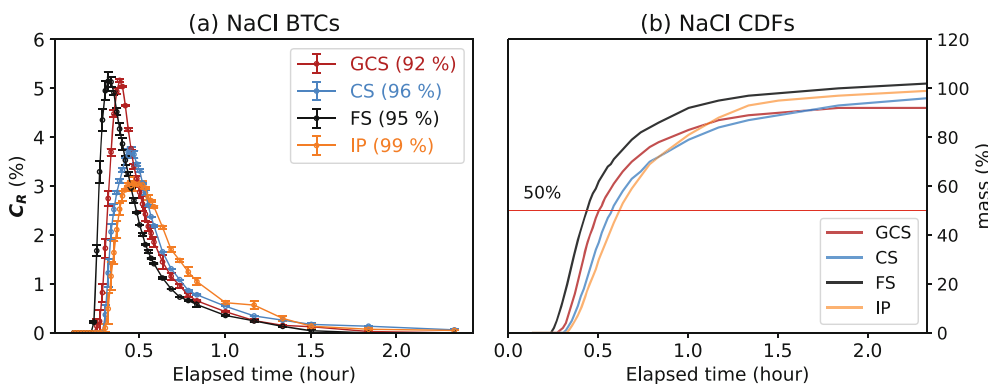 (a) NaCl BTCs
6
5
4
3
2
1
0
C_R (%)
GCS (92 %)
CS (96 %)
FS (95 %)
IP (99 %)
0.5 1.0 1.5 2.0
Elapsed time (hour)
(b) NaCl CDFs
120
100
80
60
40
20
0
mass (%)
50%
GCS
CS
FS
IP
0.0 0.5 1.0 1.5 2.0
Elapsed time (hour)